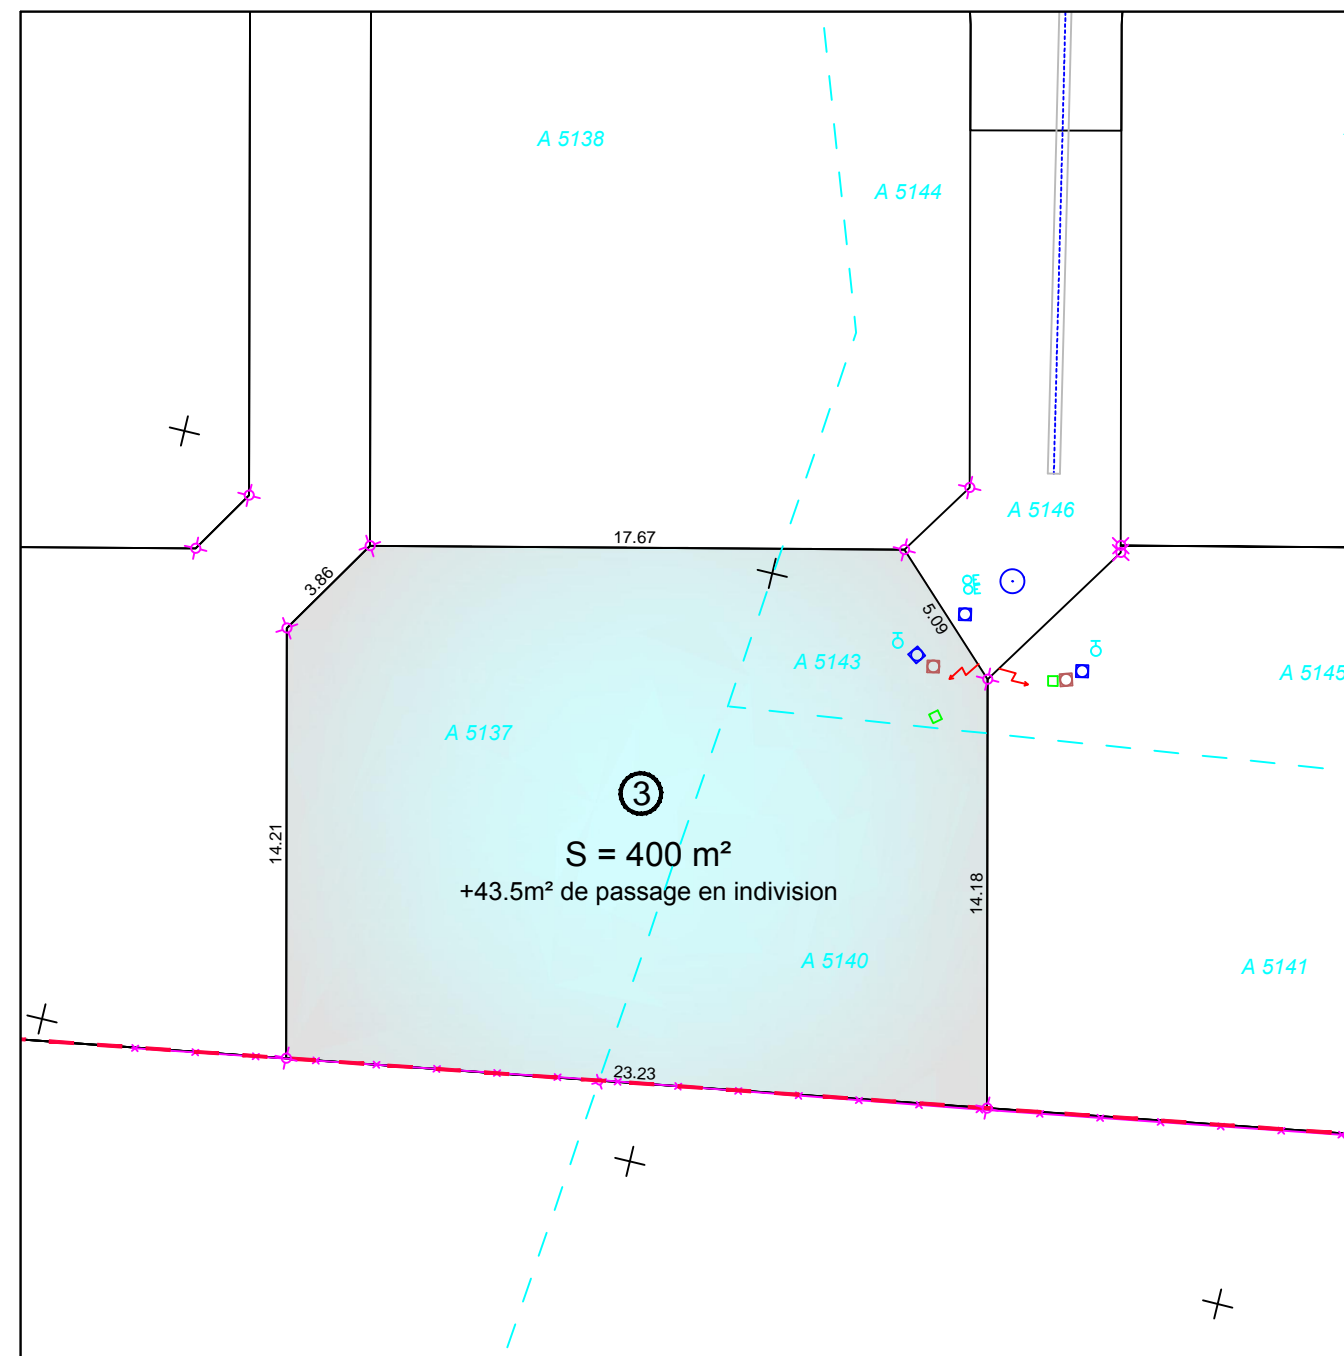 A 5138
A 5144
A 5146
17.67
3.86
5.09
A 5143
A 5145
A 5137
3
S = 400 m²
+43.5m² de passage en indivision
14.21
14.18
A 5140
A 5141
23.23